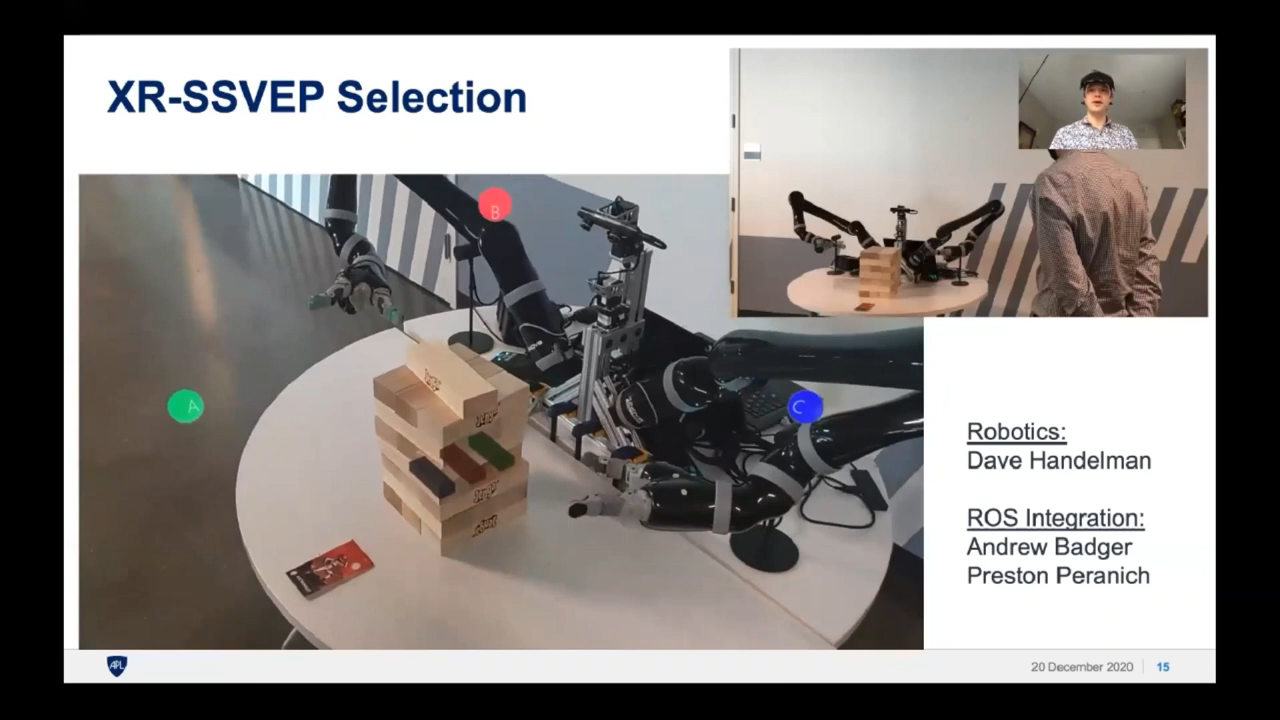 XR-SSVEP Selection
B
A
C
Robotics:
Dave Handelman
ROS Integration:
Andrew Badger
Preston Peranich
APL
20 December 2020
15